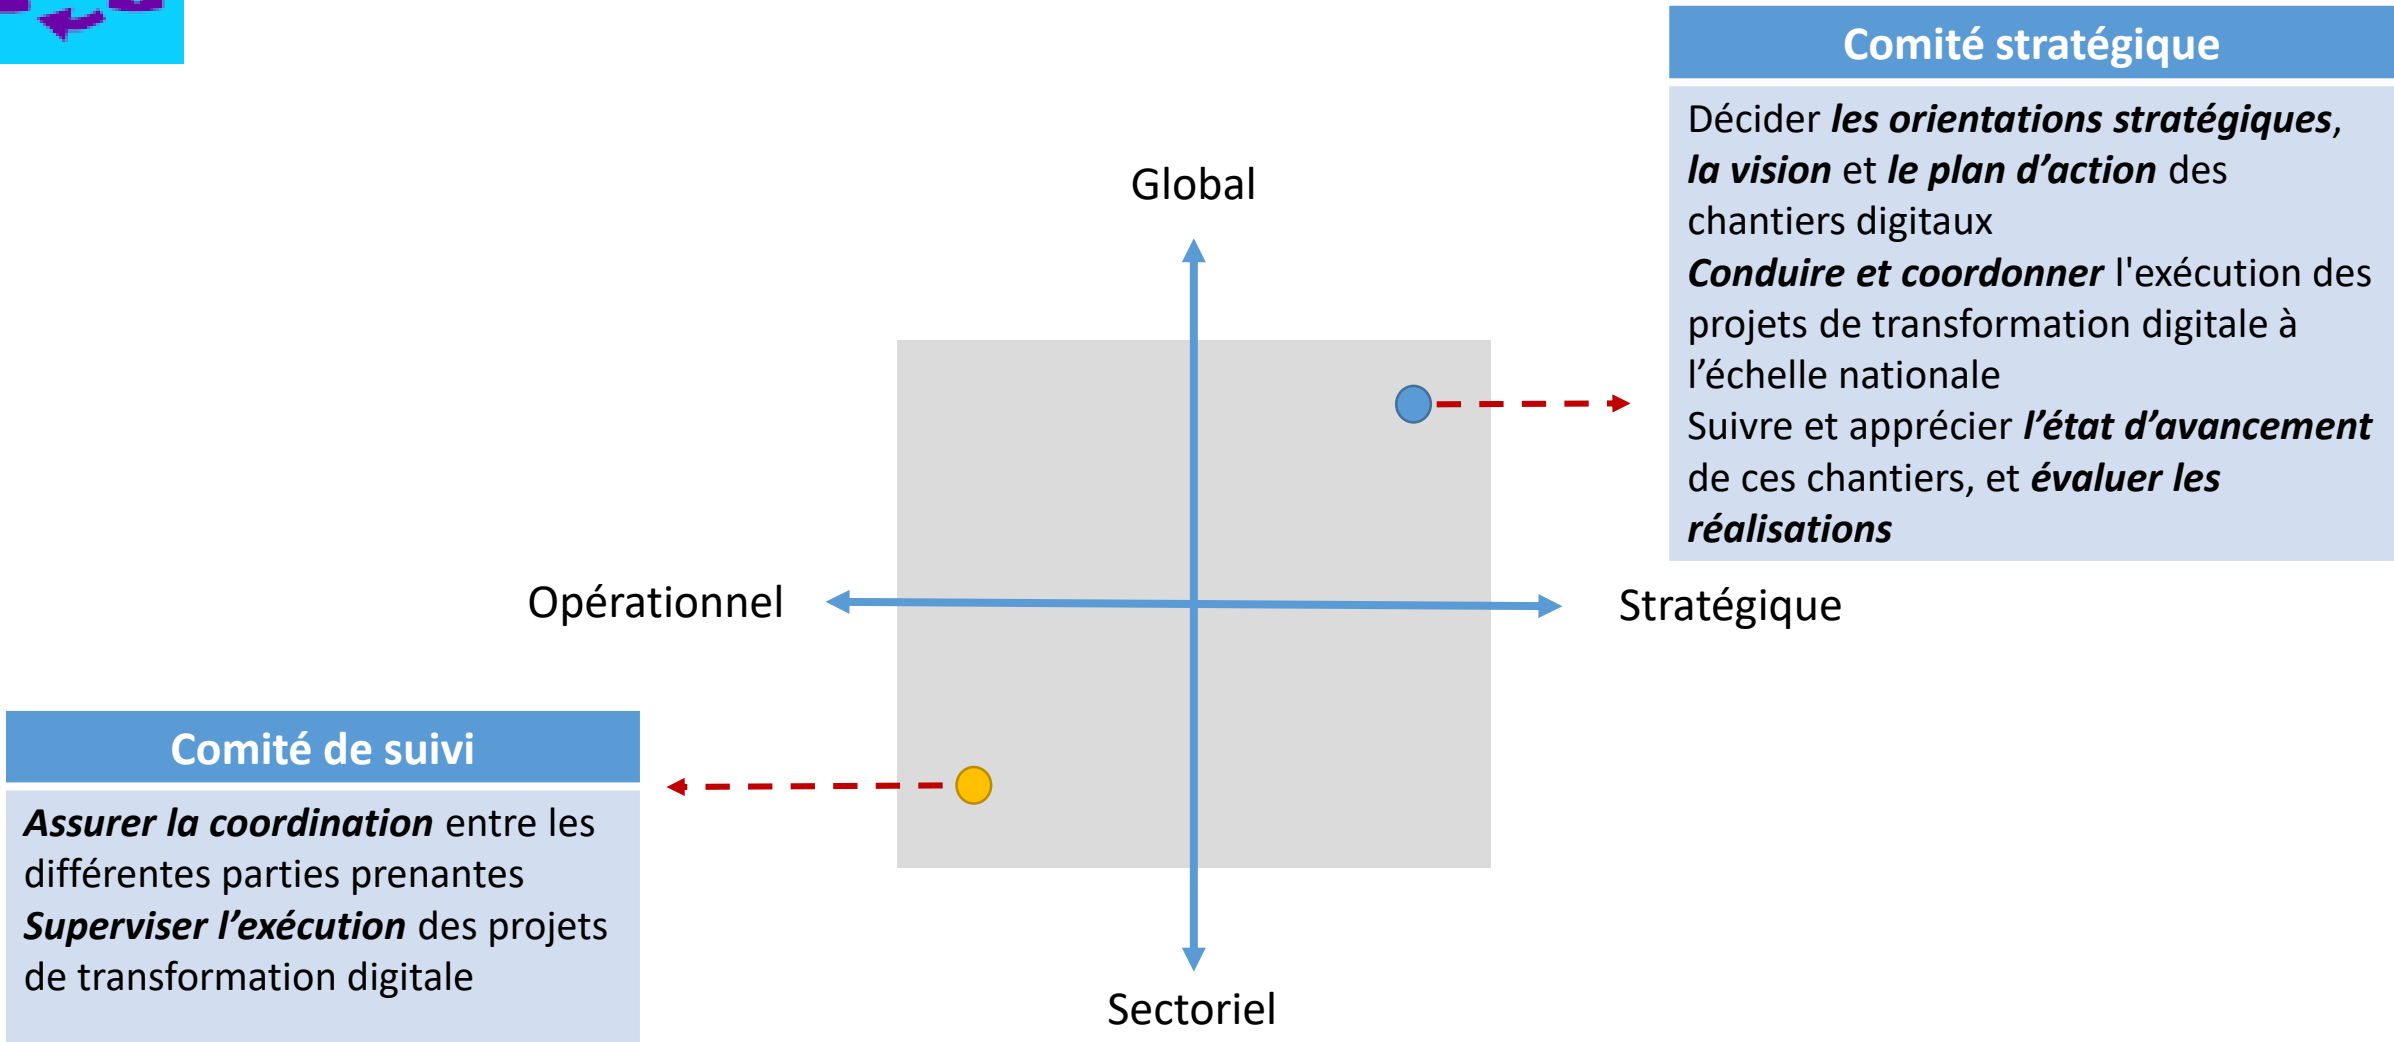 Comité stratégique
Décider les orientations stratégiques,
la vision et le plan d’action des
chantiers digitaux
Conduire et coordonner l'exécution des
projets de transformation digitale à
l’échelle nationale
Suivre et apprécier l’état d’avancement
de ces chantiers, et évaluer les
réalisations
Global
Opérationnel
Stratégique
Comité de suivi
Assurer la coordination entre les
différentes parties prenantes
Superviser l’exécution des projets
de transformation digitale
Sectoriel